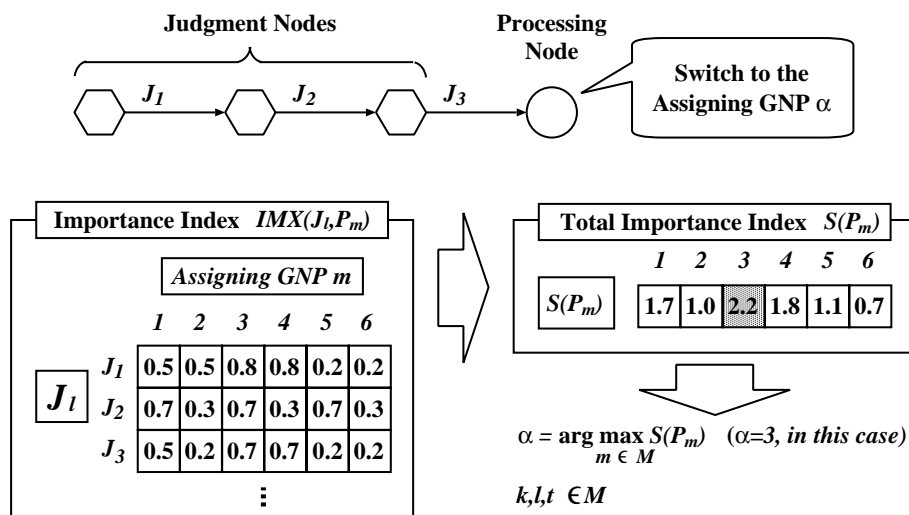 Judgment Nodes
Processing
Node
J1 J2 J3
Switch to the
Assigning GNP α
Importance Index IMX(Jl,Pm)
Assigning GNP m
1 2 3 4 5 6
J1 0.5 0.5 0.8 0.8 0.2 0.2
Jl J2 0.7 0.3 0.7 0.3 0.7 0.3
J3 0.5 0.2 0.7 0.7 0.2 0.2
Total Importance Index S(Pm)
1 2 3 4 5 6
S(Pm) 1.7 1.0 2.2 1.8 1.1 0.7
α = arg max S(Pm) (α=3, in this case)
m ∈ M
k,l,t ∈ M